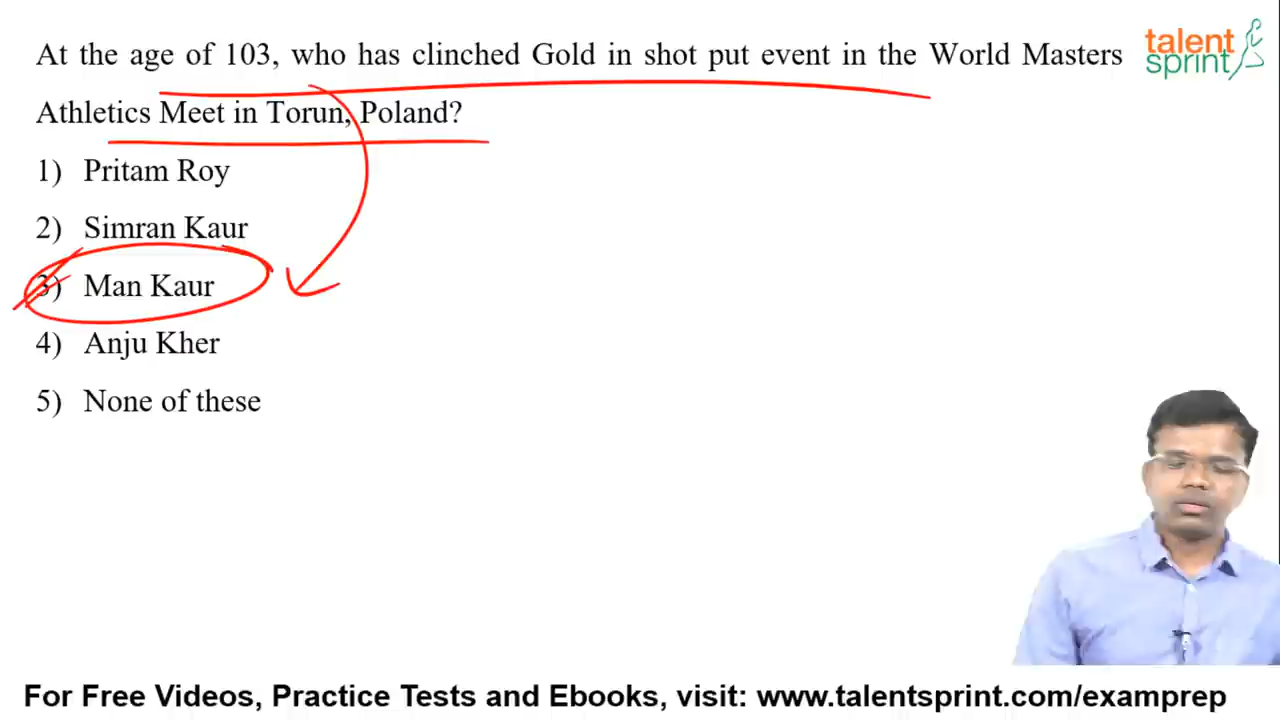 At the age of 103, who has clinched Gold in shot put event in the World Masters
Athletics Meet in Torun, Poland?
1) Pritam Roy
2) Simran Kaur
3) Man Kaur
4) Anju Kher
5) None of these
talent
sprint
For Free Videos, Practice Tests and Ebooks, visit: www.talentsprint.com/examprep